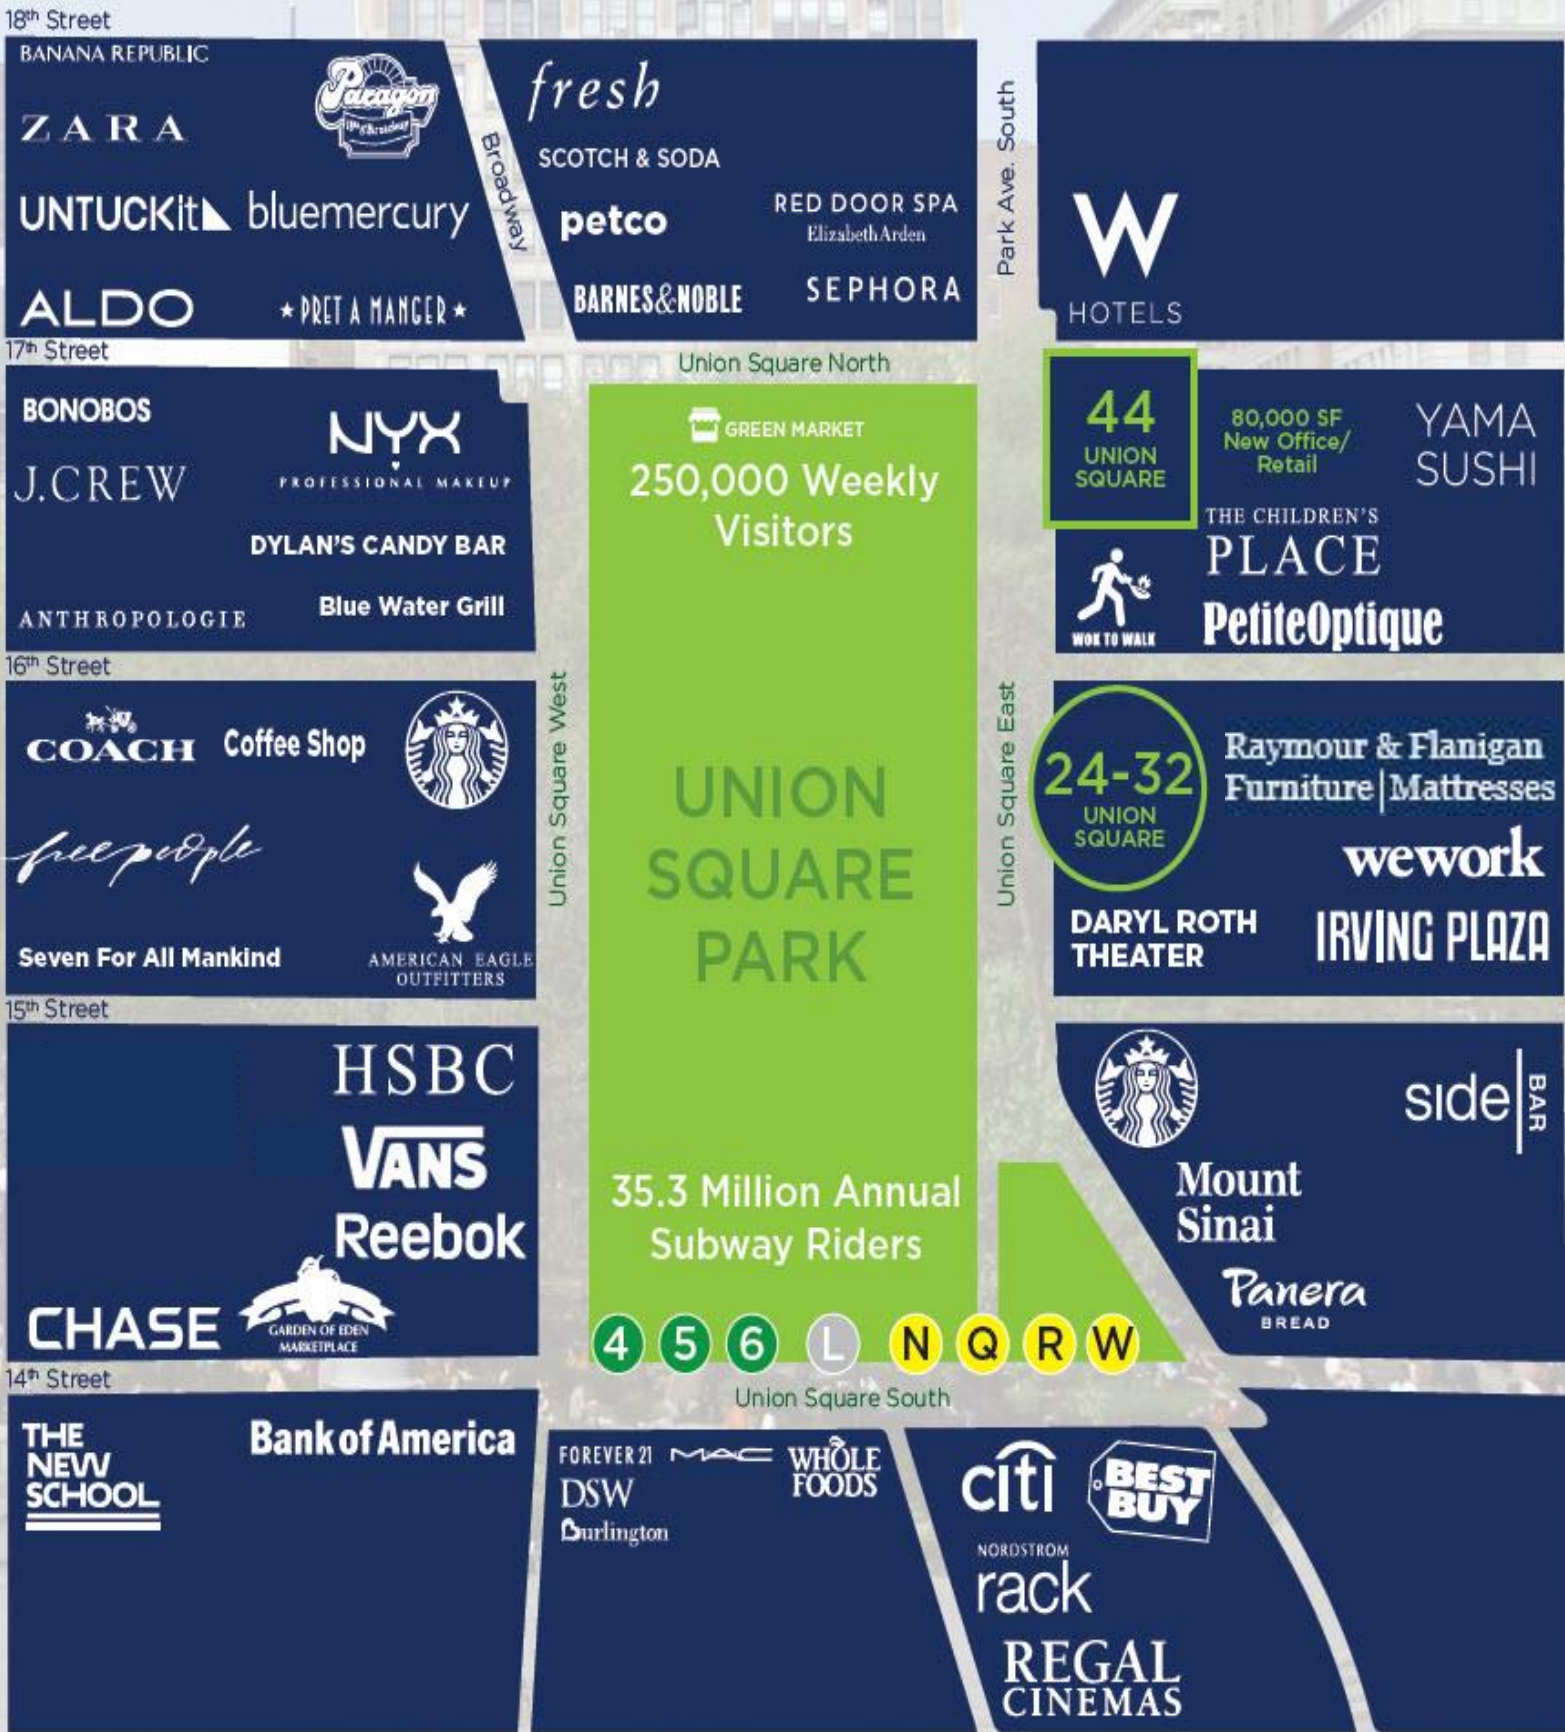 18th Street
BANANA REPUBLIC
ZARA
Paragon
UNTUCKit
bluemercury
ALDO
★ PRET A MANGER ★
Broadway
fresh
SCOTCH & SODA
petco
RED DOOR SPA
Elizabeth Arden
BARNES&NOBLE
SEPHORA
Park Ave. South
W
HOTELS
17th Street
Union Square North
BONOBOS
NYX
PROFESSIONAL MAKEUP
J.CREW
DYLAN'S CANDY BAR
Blue Water Grill
ANTHROPOLOGIE
GREEN MARKET
250,000 Weekly
Visitors
44
UNION
SQUARE
80,000 SF
New Office/
Retail
YAMA
SUSHI
THE CHILDREN'S
PLACE
WOK TO WALK
PetiteOptique
16th Street
COACH
Coffee Shop
freepeople
Seven For All Mankind
AMERICAN EAGLE
OUTFITTERS
Union Square West
UNION
SQUARE
PARK
Union Square East
24-32
UNION
SQUARE
Raymour & Flanigan
Furniture|Mattresses
wework
DARYL ROTH
THEATER
IRVING PLAZA
15th Street
HSBC
VANS
Reebok
CHASE
GARDEN OF EDEN
MARKETPLACE
35.3 Million Annual
Subway Riders
4 5 6 L N Q R W
side BAR
Mount
Sinai
Panera
BREAD
14th Street
Union Square South
THE
NEW
SCHOOL
Bank of America
FOREVER 21
MAC
WHOLE
FOODS
DSW
Burlington
citi
BEST
BUY
NORDSTROM
rack
REGAL
CINEMAS